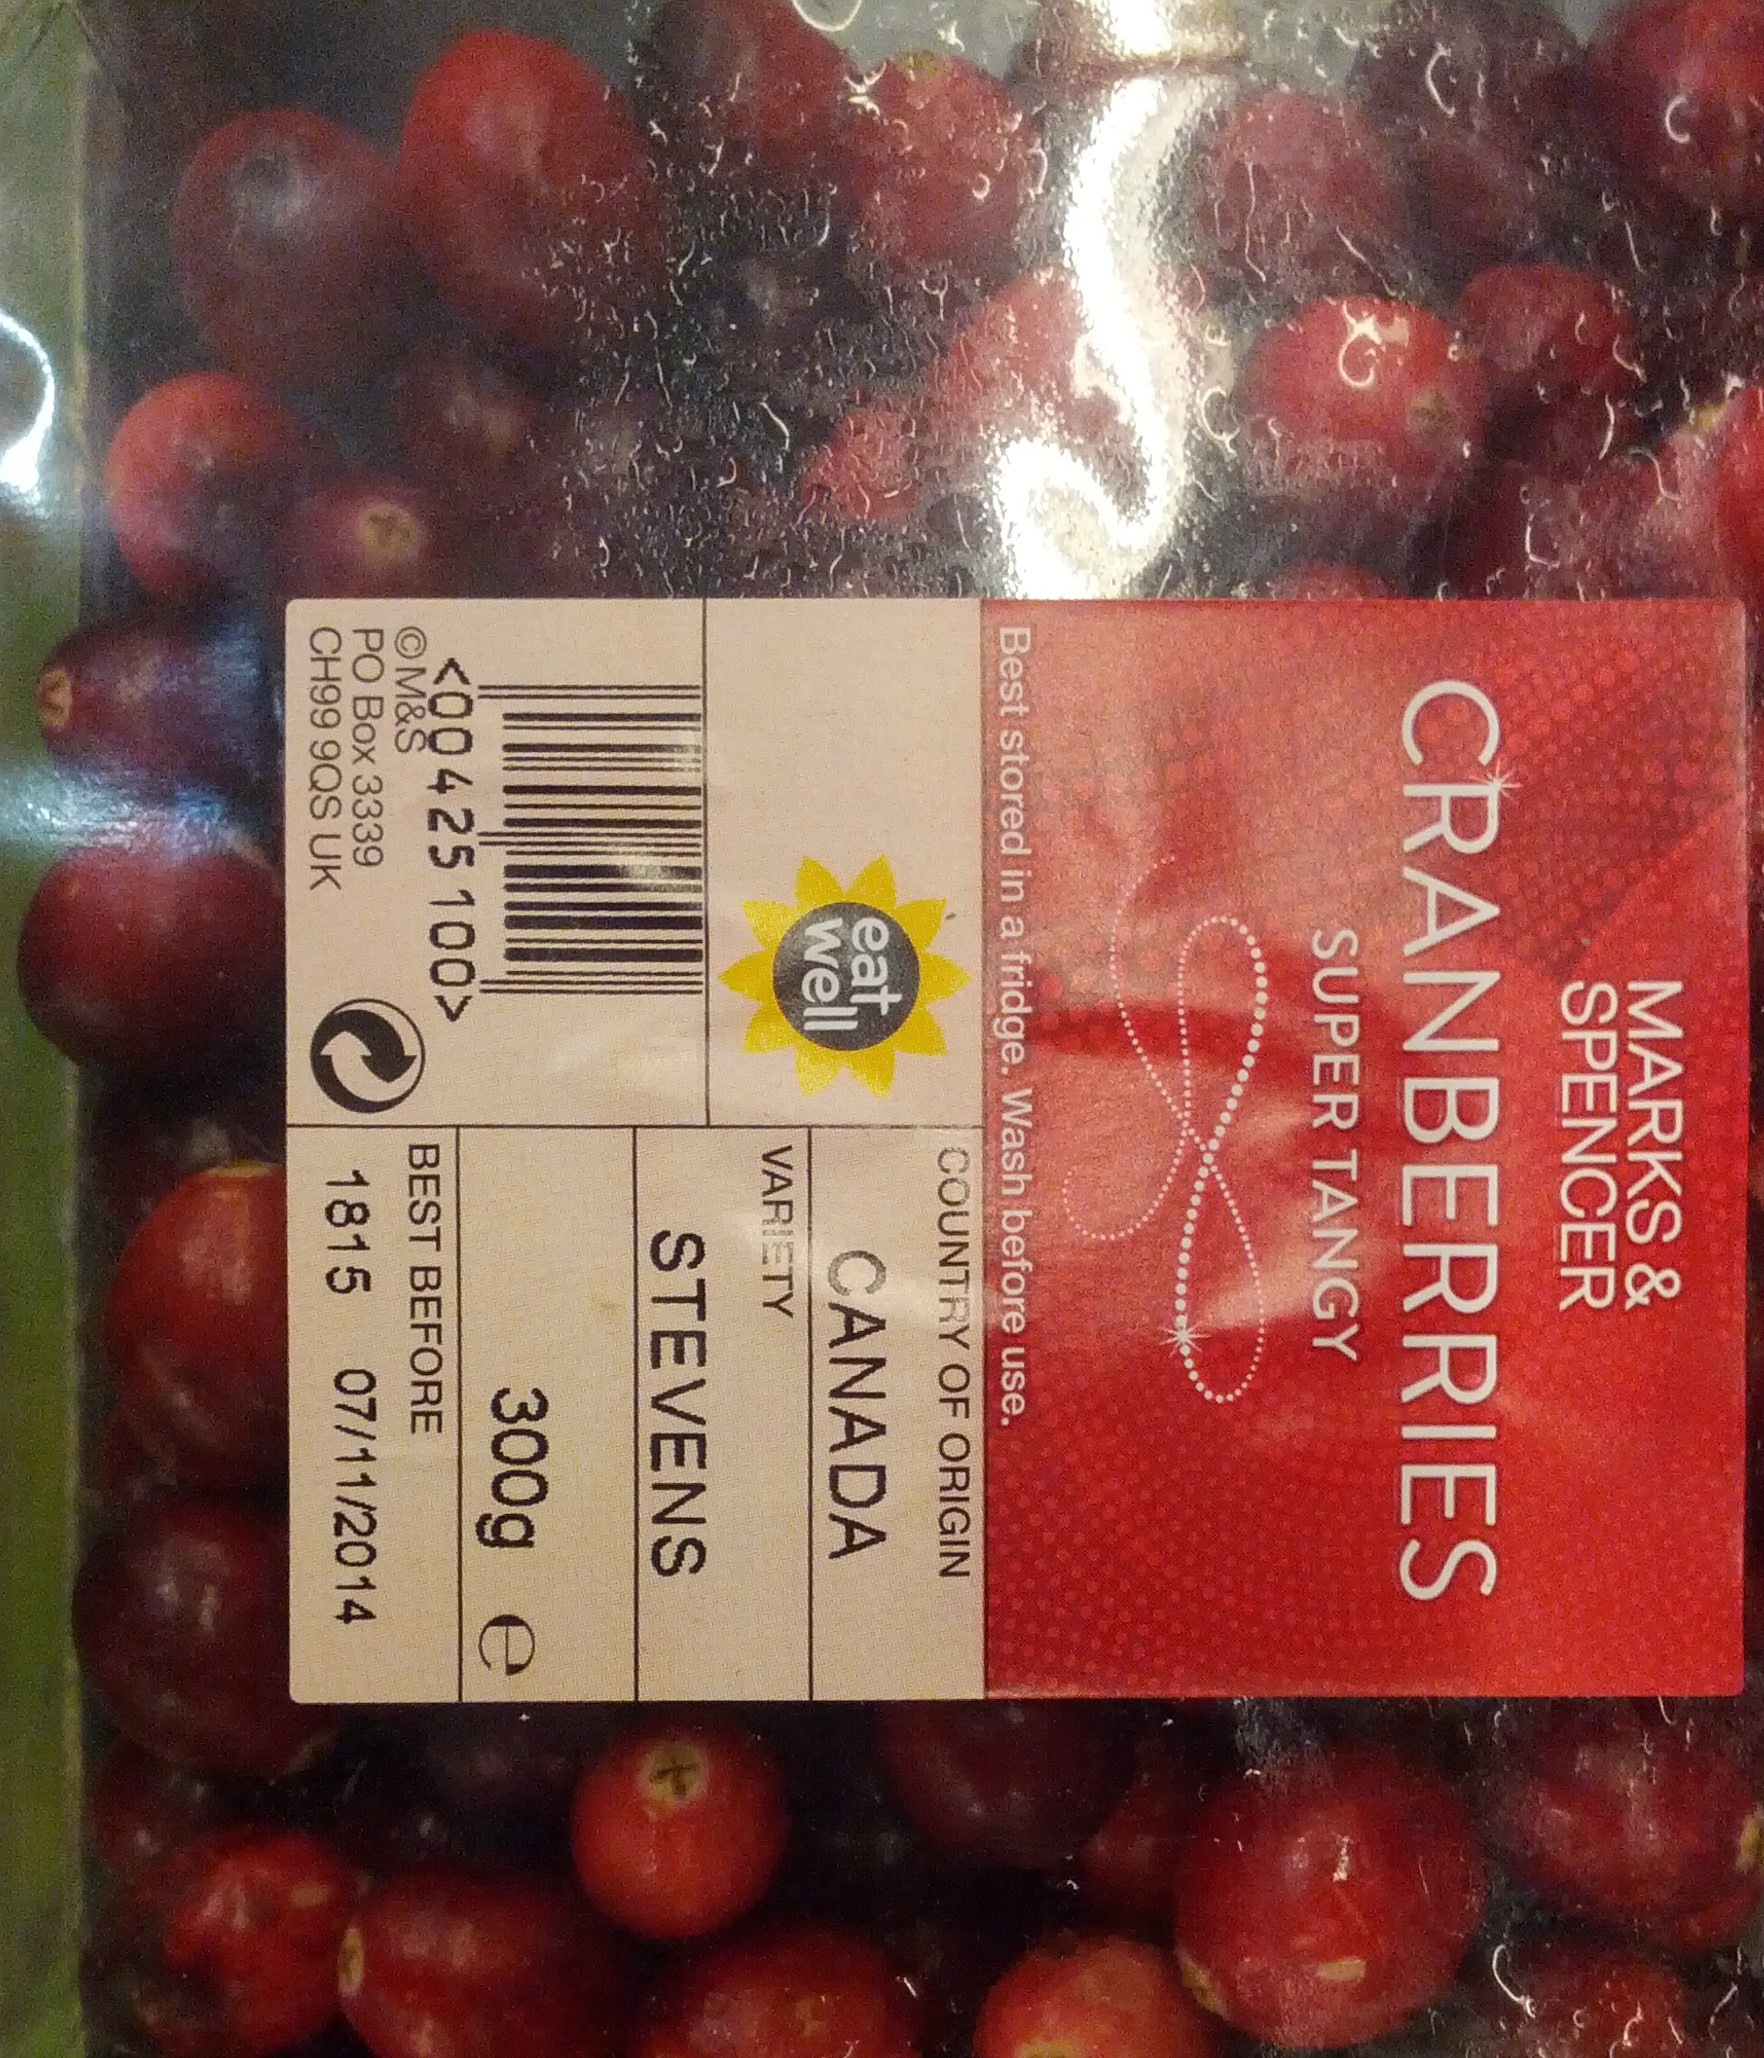 MARKS &
SPENCER
CRANBERRIES
SUPER TANGY
Best stored in a fridge. Wash before use.
eat
well
COUNTRY OF ORIGIN
CANADA
VARIETY
STEVENS
300g e
<00425100>
©M&S
PO Box 3339
CH99 9QS UK
BEST BEFORE
1815 07/11/2014